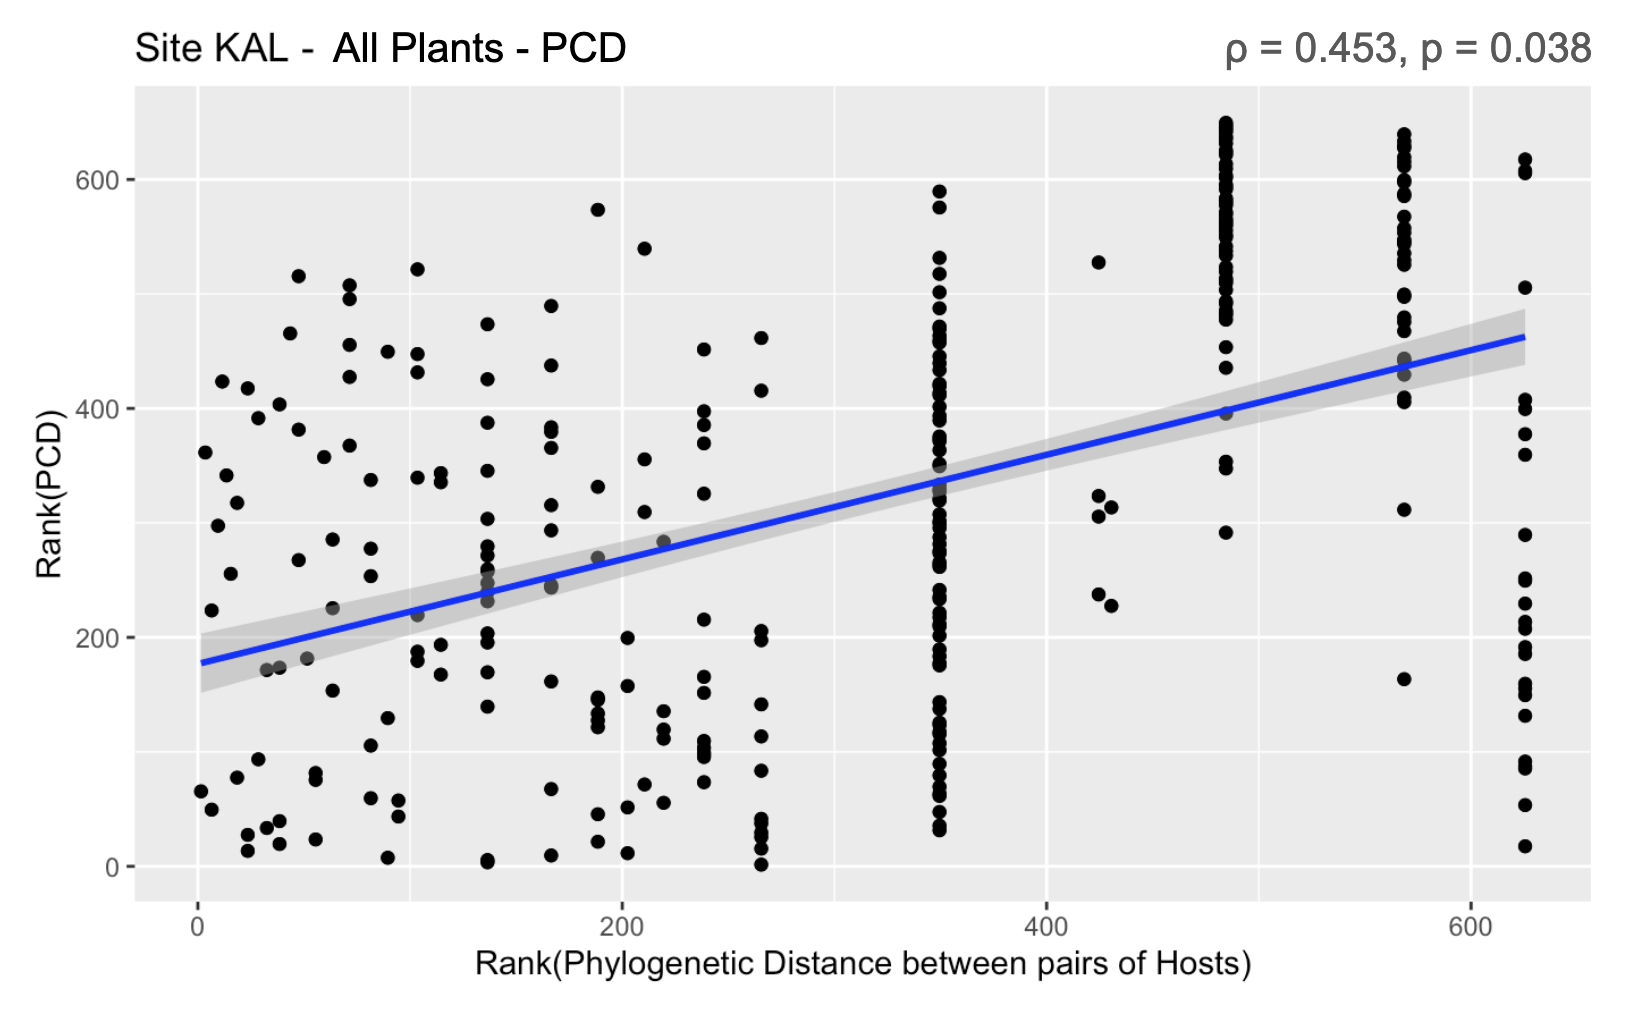 Site KAL - All Plants - PCD
ρ = 0.453, p = 0.038
Rank(PCD)
600
400
200
0
0 200 400 600
Rank(Phylogenetic Distance between pairs of Hosts)